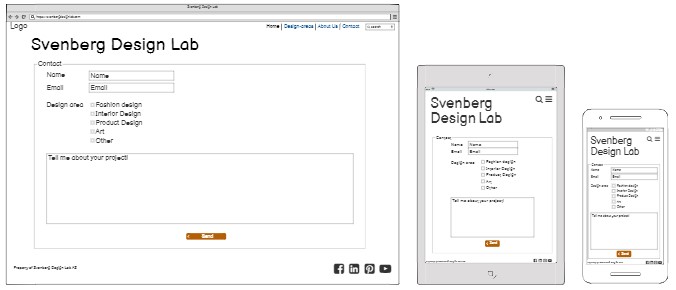 Svenberg Design Lab
Logo
Home | Design-areas | About Us | Contact
search
Svenberg Design Lab
Contact
Name Name
Email Email
Design area Fashion design
Interior Design
Product Design
Art
Other
Tell me about your project!
Send
Property of Svenberg Design Lab AB
Svenberg
Design Lab
Name Name
Email Email
Design area Fashion design
Interior Design
Product Design
Art
Other
Tell me about your project!
Send
Svenberg
Design Lab
Contact
Name Name
Email Email
Design area Fashion design
Interior Design
Product Design
Art
Other
Tell me about your project!
Send